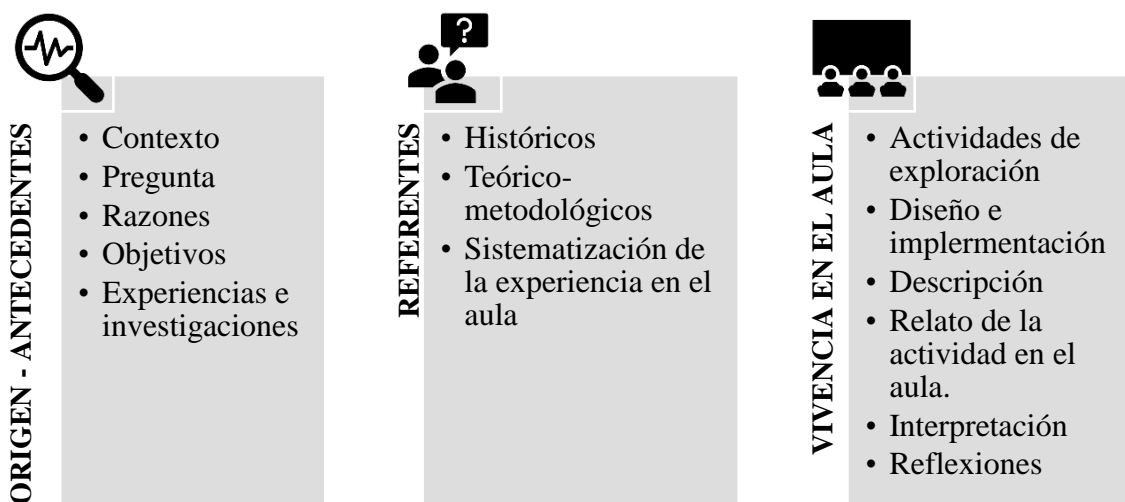 ?
ORIGEN - ANTECEDENTES
• Contexto
• Pregunta
• Razones
• Objetivos
• Experiencias e
investigaciones
REFERENTES
• Históricos
• Teórico-
metodológicos
• Sistematización de
la experiencia en el
aula
VIVENCIA EN EL AULA
• Actividades de
exploración
• Diseño e
implermentación
• Descripción
• Relato de la
actividad en el
aula.
• Interpretación
• Reflexiones